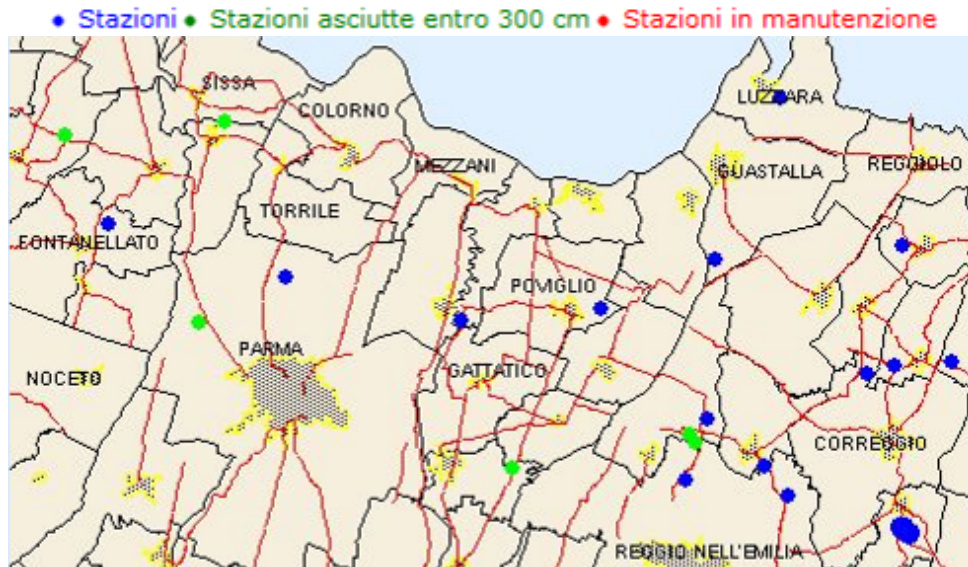 Stazioni Stazioni asciutte entro 300 cm Stazioni in manutenzione
SISSA
COLORNO
LUZZARA
MEZZANI
GUASTALLA
REGGIOLO
TORRILE
FONTANELLATO
POVIGLIO
PARMA
NOCETO
GATTATICO
CORREGGIO
REGGIO NELL'EMILIA